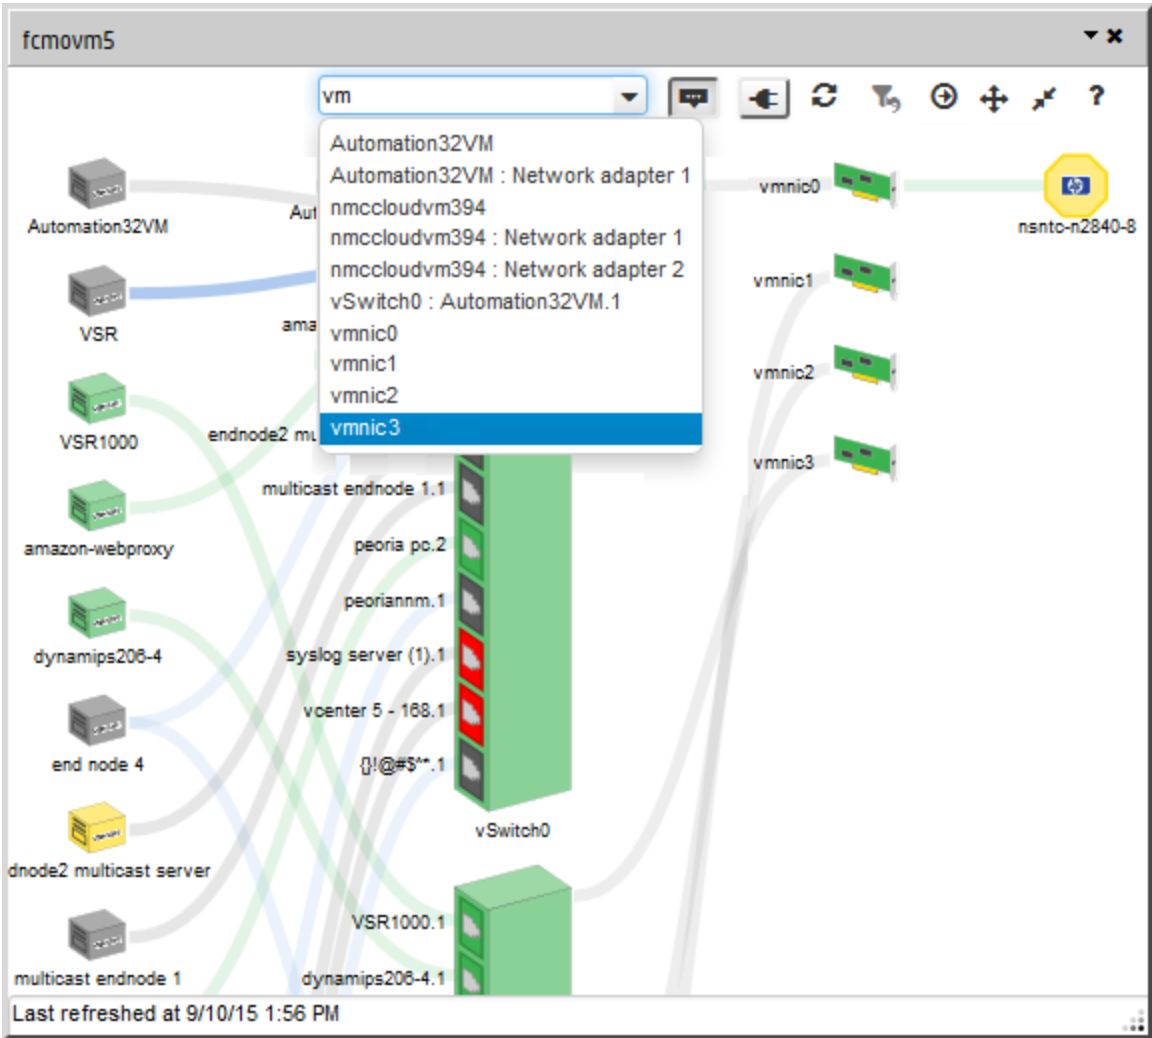 fcmovm5
vm
?
Automation32VM
Automation32VM : Network adapter 1
nmccloudvm394
nmccloudvm394 : Network adapter 1
nmccloudvm394 : Network adapter 2
vSwitch0 : Automation32VM.1
vmnic0
vmnic1
vmnic2
vmnic3
Automation32VM
Aut
vmnic0
nsntc-n2840-8
VSR
ama
vmnic1
VSR1000
endnode2 mu
vmnic2
vmnic3
multicast endnode 1.1
amazon-webproxy
peoria pc.2
peoriannm.1
dynamips206-4
syslog server (1).1
vcenter 5 - 168.1
end node 4
{}!@#$^*.1
vSwitch0
dnode2 multicast server
VSR1000.1
multicast endnode 1
dynamips206-4.1
Last refreshed at 9/10/15 1:56 PM